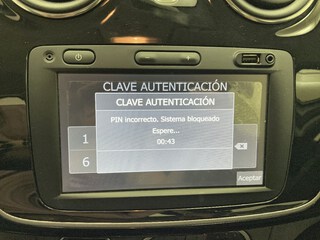 CLAVE AUTENTICACIÓN
CLAVE AUTENTICACIÓN
PIN incorrecto. Sistema bloqueado
Espere...
00:43
1
6
Aceptar